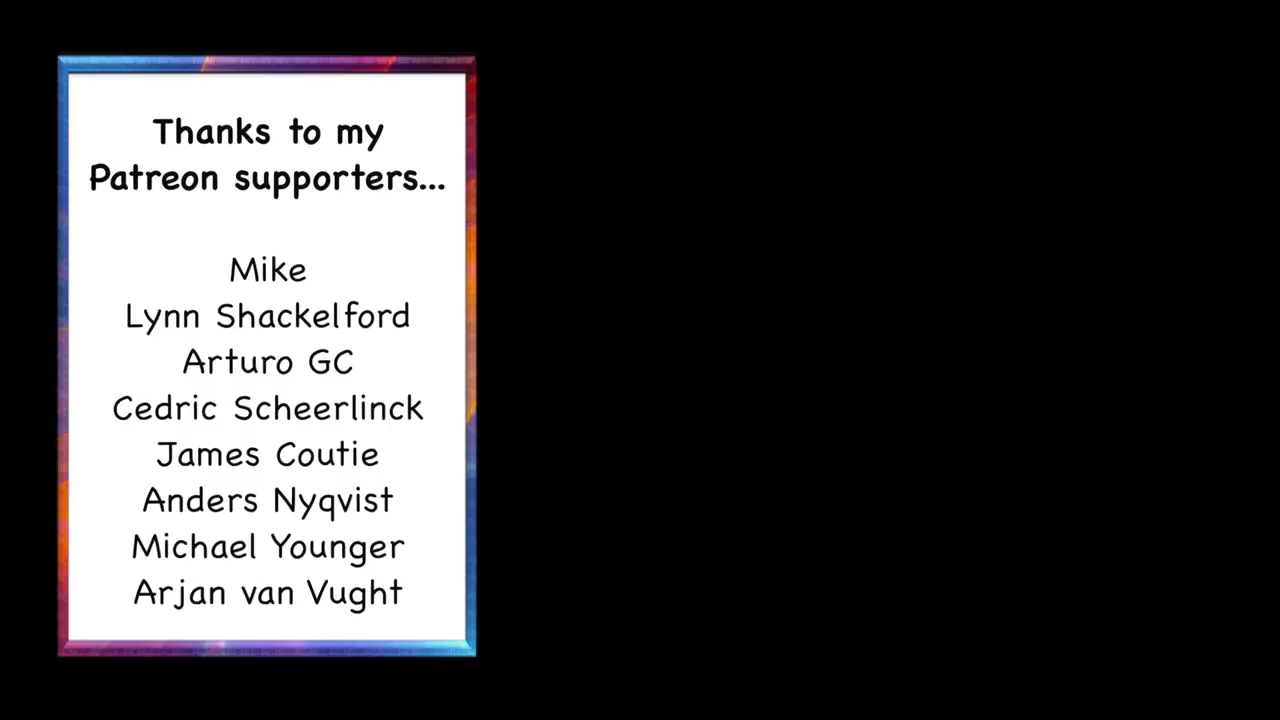 Thanks to my
Patreon supporters...
Mike
Lynn Shackelford
Arturo GC
Cedric Scheerlinck
James Coutie
Anders Nyqvist
Michael Younger
Arjan van Vught